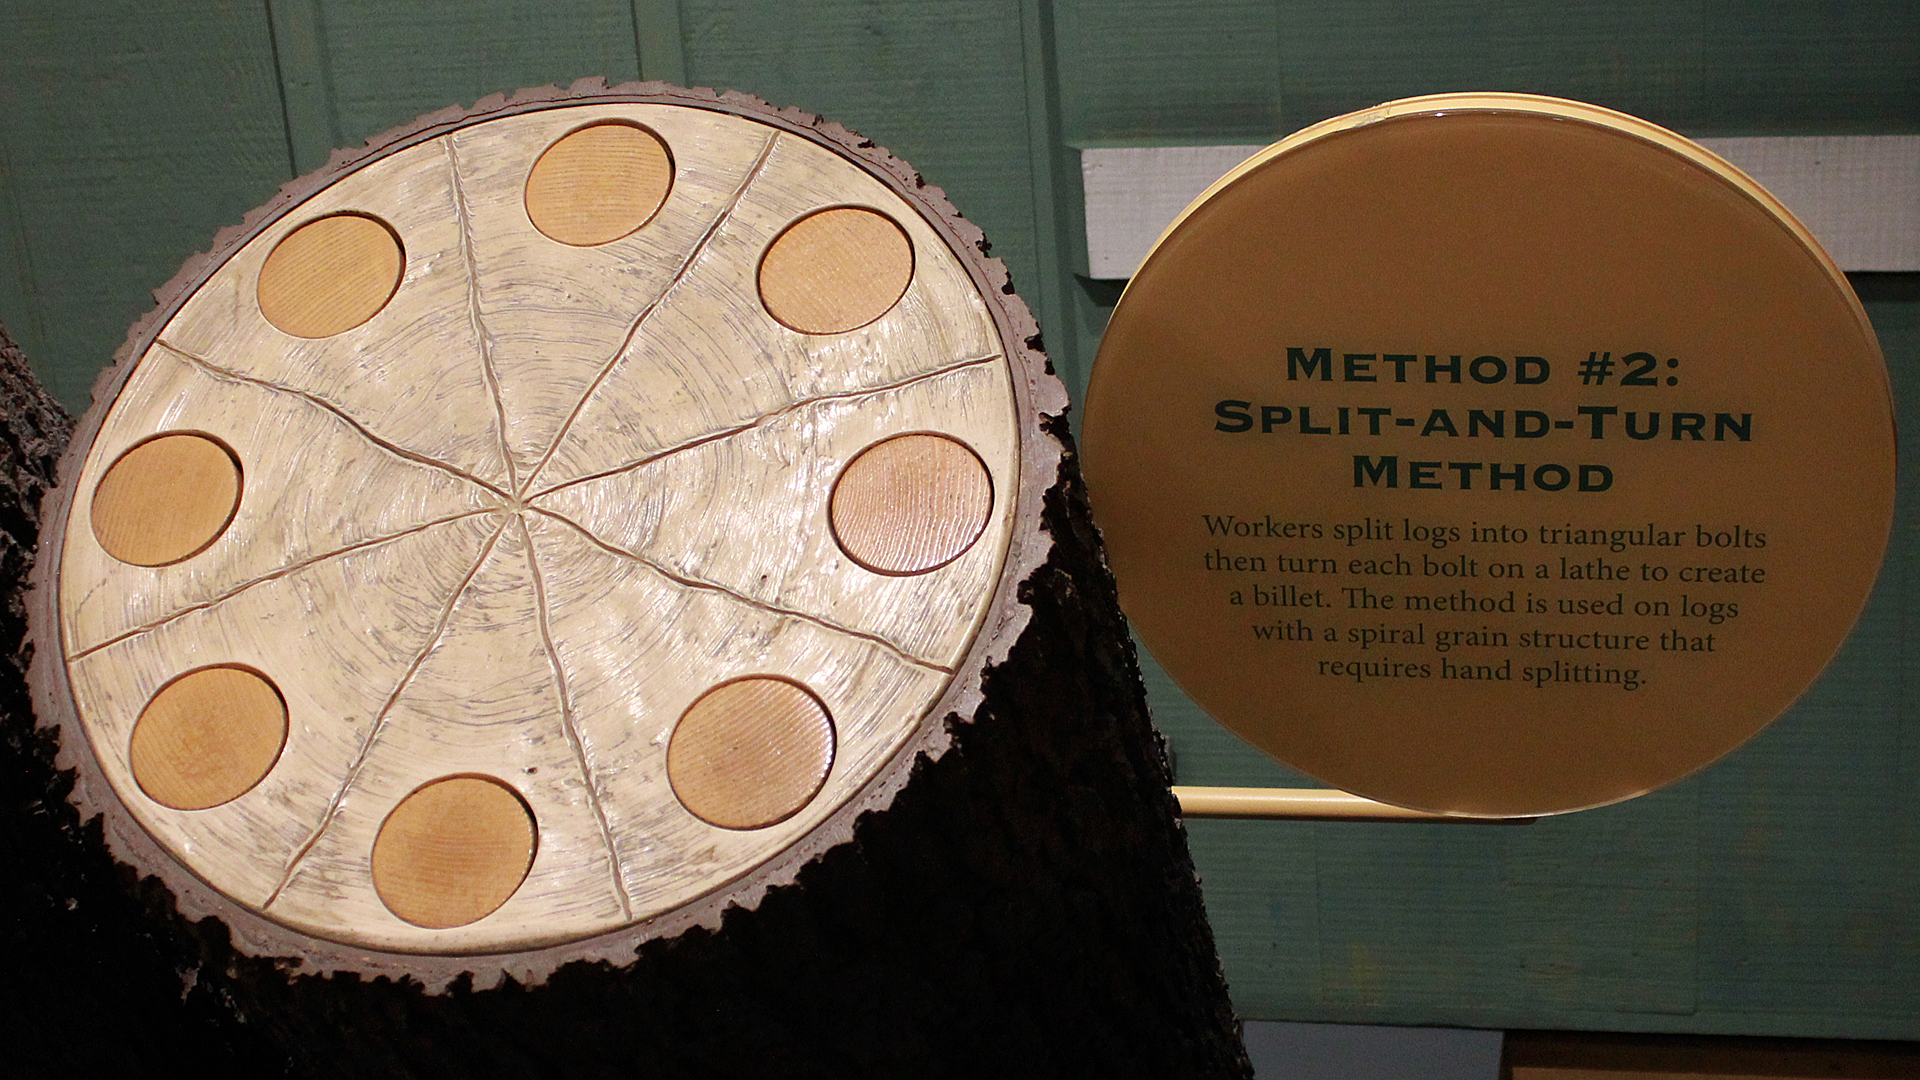 METHOD #2:
SPLIT-AND-TURN
METHOD
Workers split logs into triangular bolts
then turn each bolt on a lathe to create
a billet. The method is used on logs
with a spiral grain structure that
requires hand splitting.